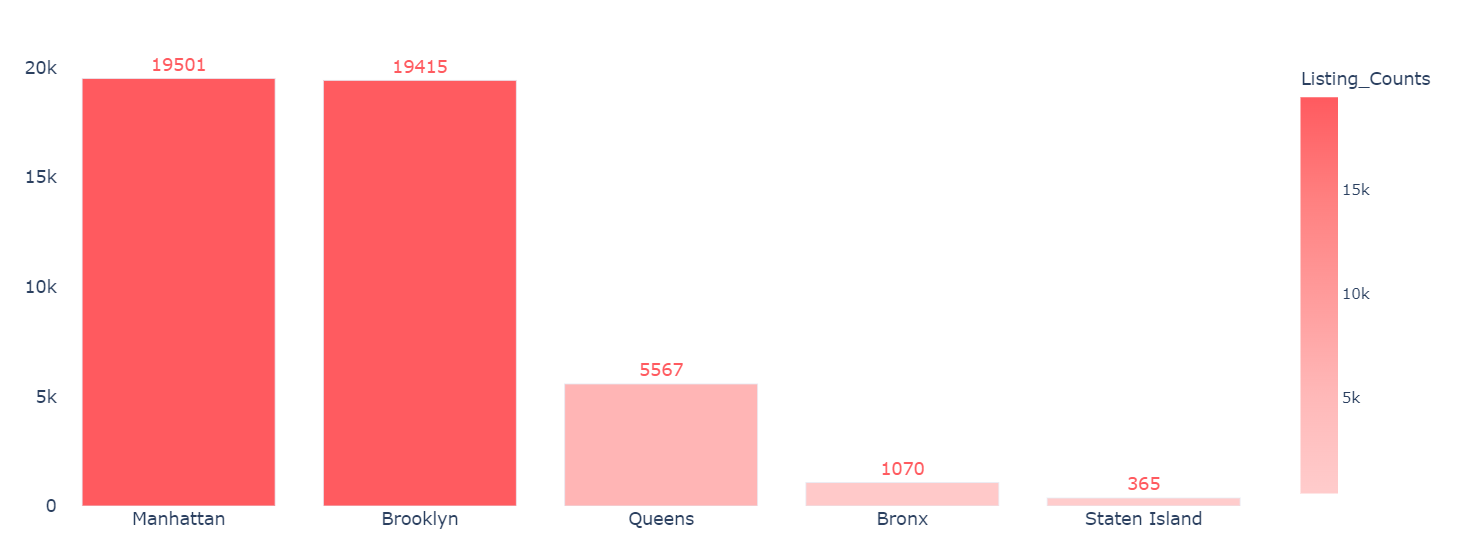 20k
15k
10k
5k
0
19501
19415
5567
1070
365
Manhattan
Brooklyn
Queens
Bronx
Staten Island
Listing_Counts
15k
10k
5k